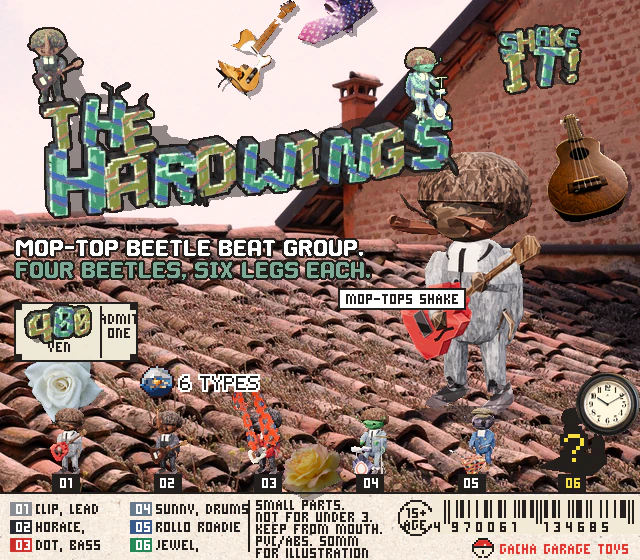 SHAKE
IT!
THE
HARDWINGS
MOP-TOP BEETLE BEAT GROUP.
FOUR BEETLES, SIX LEGS EACH.
MOP-TOPS SHAKE
400
YEN
ADMIT
ONE
6 TYPES
?
01
02
03
04
05
06
01 CLIP, LEAD
02 HORACE,
03 DOT, BASS
04 SUNNY, DRUMS
05 ROLLO ROADIE
06 JEWEL,
SMALL PARTS.
NOT FOR UNDER 3.
KEEP FROM MOUTH.
PVC/ABS. 50MM
FOR ILLUSTRATION
15+
AGE
4 970061 134685
GACHA GARAGE TOYS